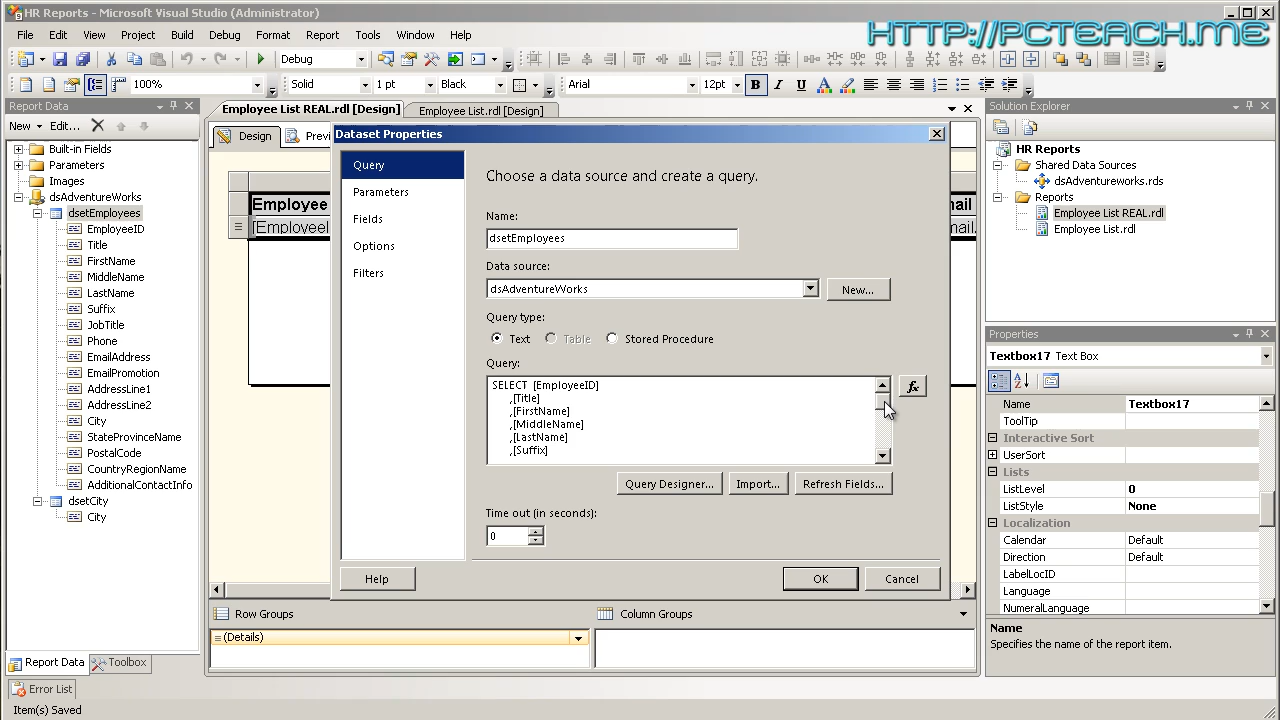 HR Reports - Microsoft Visual Studio (Administrator)
File Edit View Project Build Debug Format Report Tools Window Help
HTTP://PCTEACH.ME
Debug
100% Solid 1 pt Black Arial 12pt B I U A
Report Data
New Edit...
Built-in Fields
Parameters
Images
dsAdventureWorks
dsetEmployees
EmployeeID
Title
FirstName
MiddleName
LastName
Suffix
JobTitle
Phone
EmailAddress
EmailPromotion
AddressLine1
AddressLine2
City
StateProvinceName
PostalCode
CountryRegionName
AdditionalContactInfo
dsetCity
City
Report Data Toolbox
Employee List REAL.rdl [Design] Employee List.rdl [Design]
Design Previ
Employee
[EmployeeI
mail
mail.
Dataset Properties
Query
Parameters
Fields
Options
Filters
Choose a data source and create a query.
Name:
dsetEmployees
Data source:
dsAdventureWorks
New...
Query type:
Text Table Stored Procedure
Query:
SELECT [EmployeeID]
,[Title]
,[FirstName]
,[MiddleName]
,[LastName]
,[Suffix]
fx
Query Designer... Import... Refresh Fields...
Time out (in seconds):
0
Help OK Cancel
Row Groups Column Groups
(Details)
Solution Explorer
HR Reports
Shared Data Sources
dsAdventureworks.rds
Reports
Employee List REAL.rdl
Employee List.rdl
Properties
Textbox17 Text Box
Name Textbox17
ToolTip
Interactive Sort
UserSort
Lists
ListLevel 0
ListStyle None
Localization
Calendar Default
Direction Default
LabelLocID
Language
NumeralLanguage
Name
Specifies the name of the report item.
Error List
Item(s) Saved